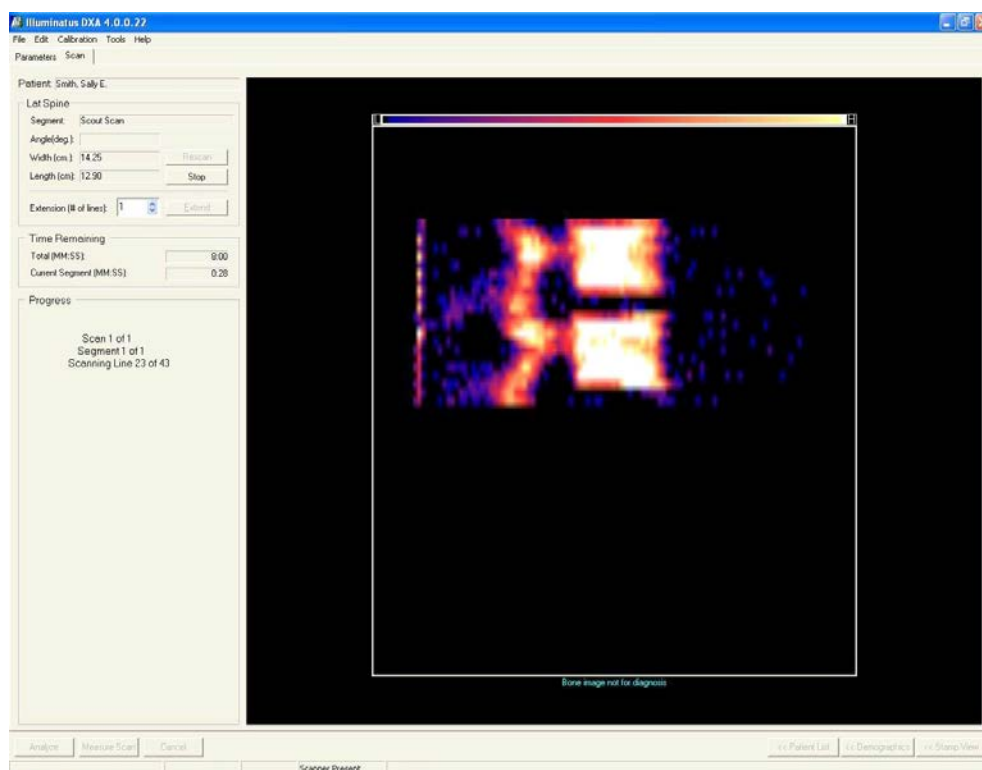 Illuminatus DXA 4.0.0.22
File Edit Calibration Tools Help
Parameters Scan
Patient: Smith, Sally E.
Lat Spine
Segment: Scout Scan
Angle(deg.):
Width (cm.): 14.25 Rescan
Length (cm): 12.90 Stop
Extension (# of lines): 1 Extend
Time Remaining
Total (MM:SS): 8:00
Current Segment (MM:SS) 0:28
Progress
Scan 1 of 1
Segment 1 of 1
Scanning Line 23 of 43
L H
Bone image not for diagnosis
Analyze Measure Scan Cancel << Patient List << Demographics << Stamp View
Scanner Present